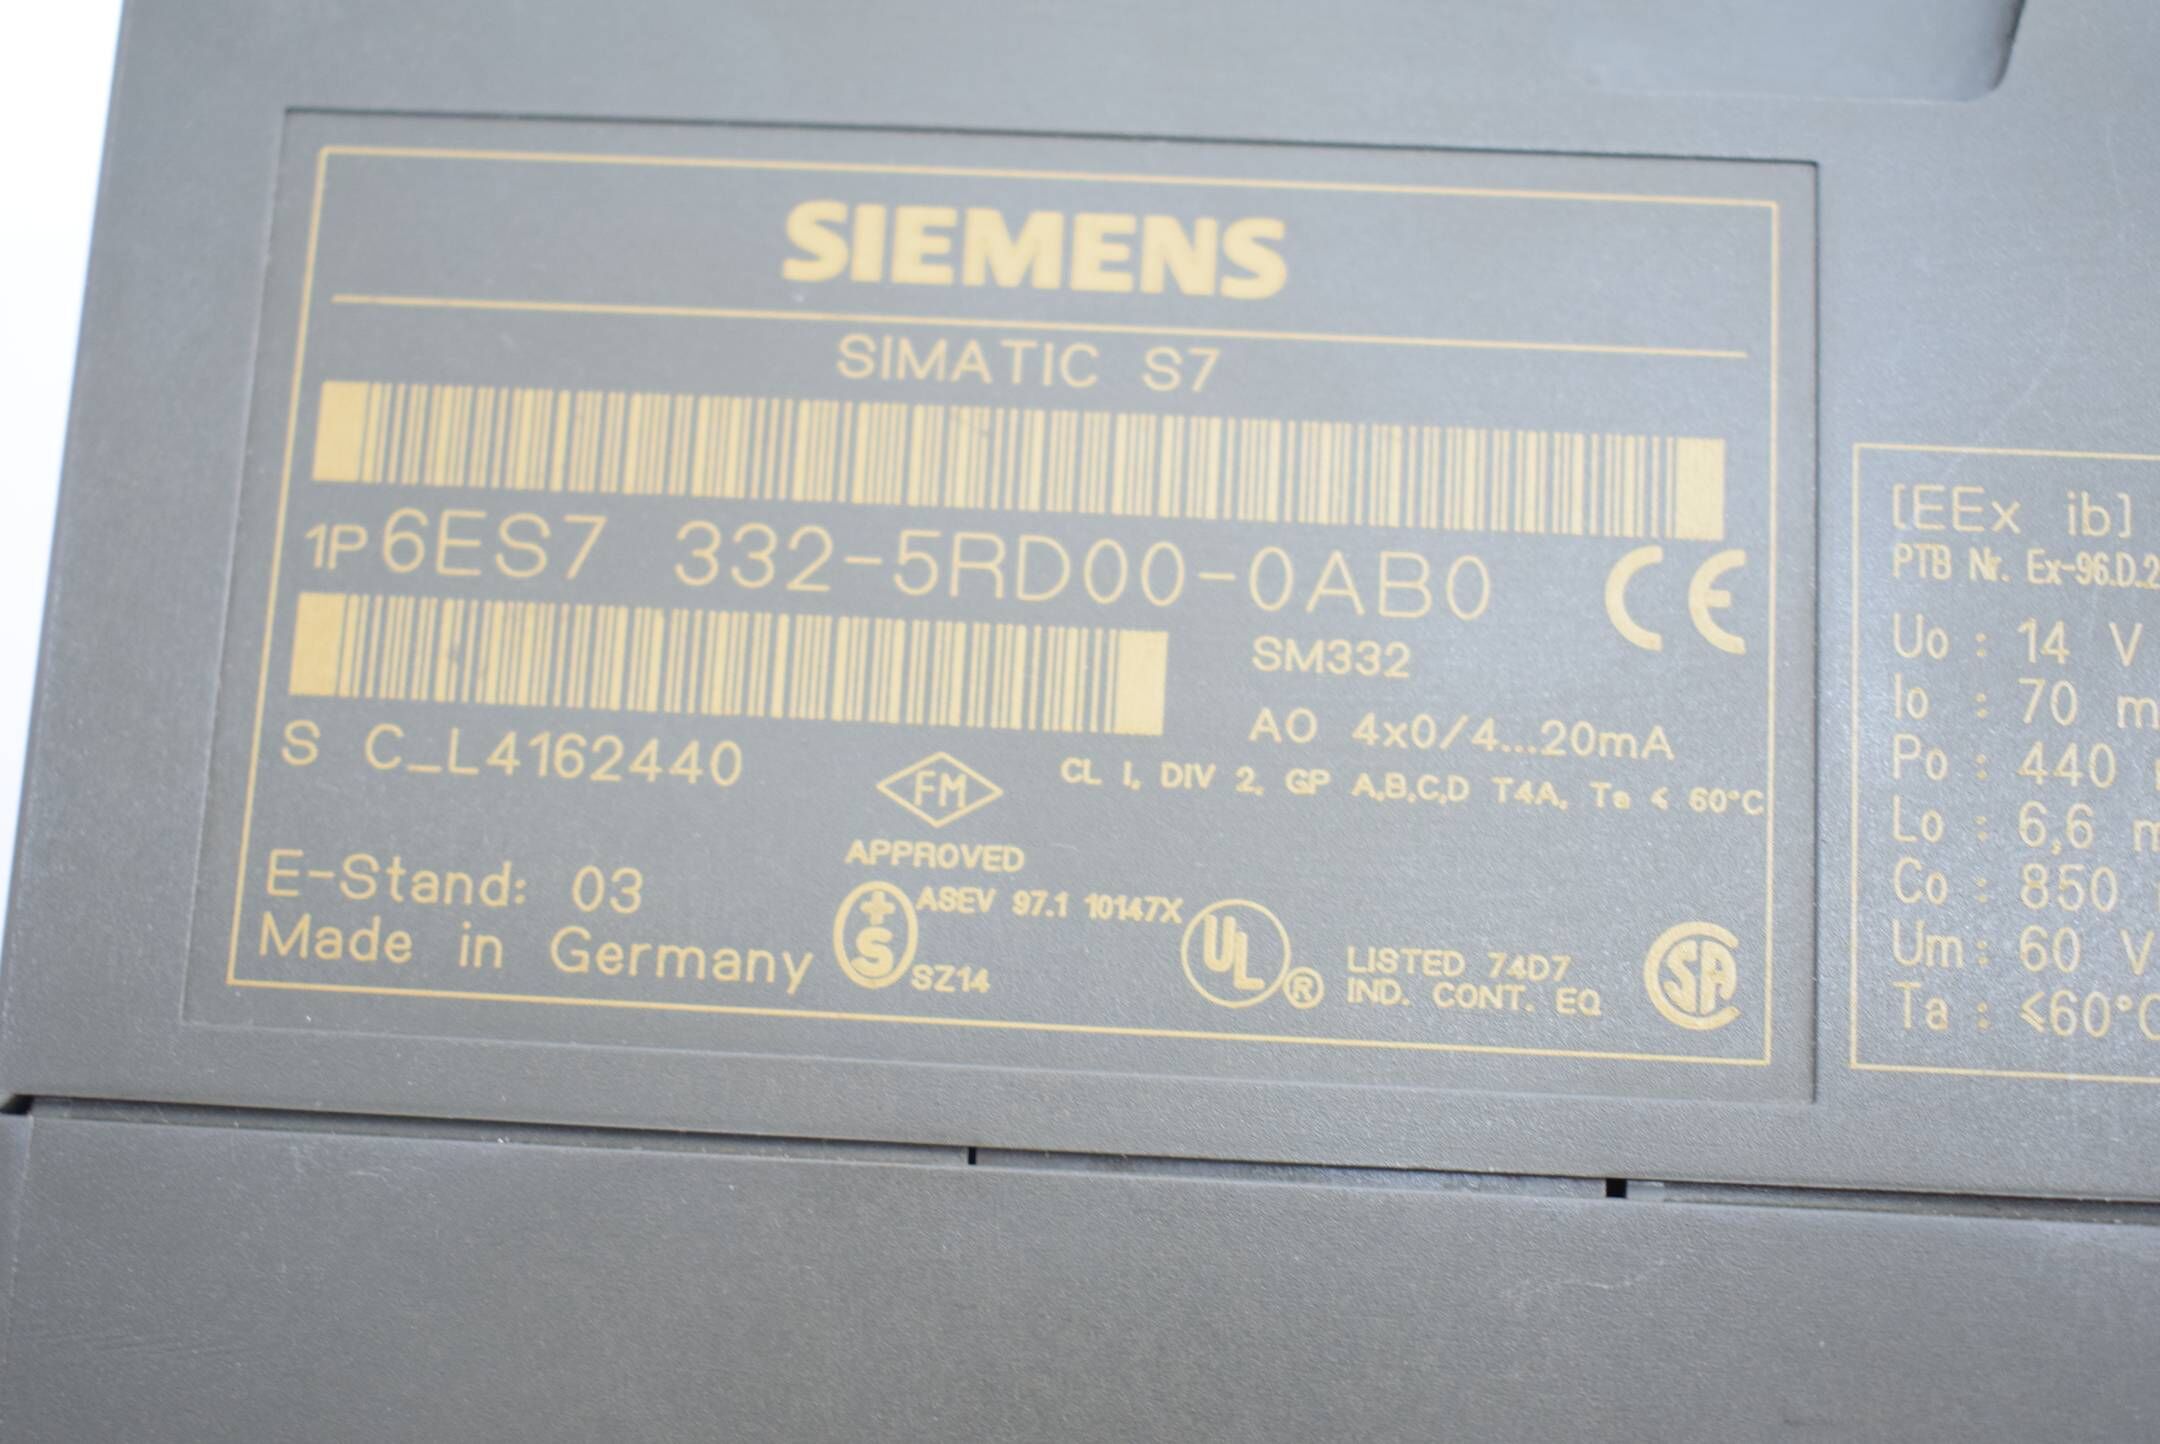 SIEMENS
SIMATIC S7
1P 6ES7 332-5RD00-0AB0
CE
SM332
AO 4x0/4...20mA
S C_L4162440
FM
CL I, DIV 2, GP A,B,C,D T4A, Ta < 60°C
APPROVED
E-Stand: 03
ASEV 97.1 10147X
+S
SZ14
UL ®
LISTED 74D7
IND. CONT. EQ
SA
Made in Germany
[EEx ib]
PTB Nr. Ex-96.D.2
Uo : 14 V
Io : 70 m
Po : 440
Lo : 6,6 m
Co : 850
Um : 60 V
Ta : ≤60°C